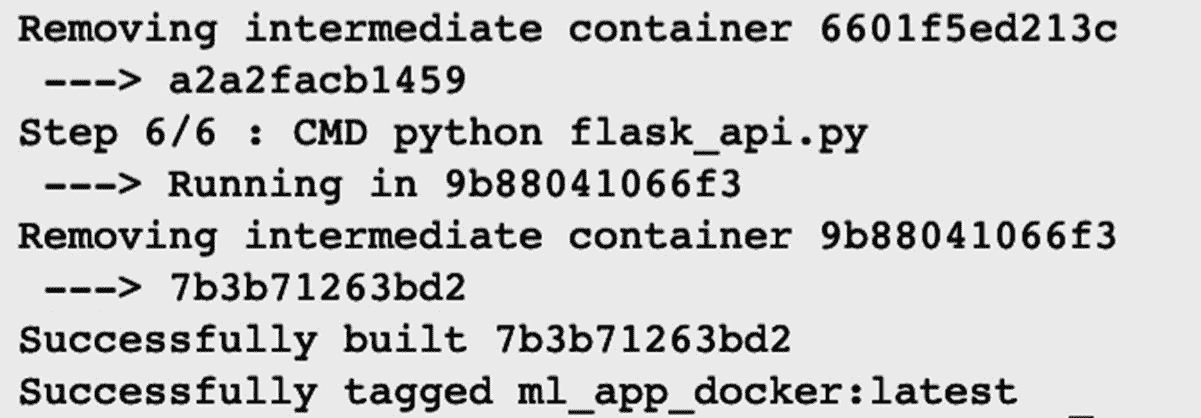 Removing intermediate container 6601f5ed213c
---> a2a2facb1459
Step 6/6 : CMD python flask_api.py
---> Running in 9b88041066f3
Removing intermediate container 9b88041066f3
---> 7b3b71263bd2
Successfully built 7b3b71263bd2
Successfully tagged ml_app_docker:latest